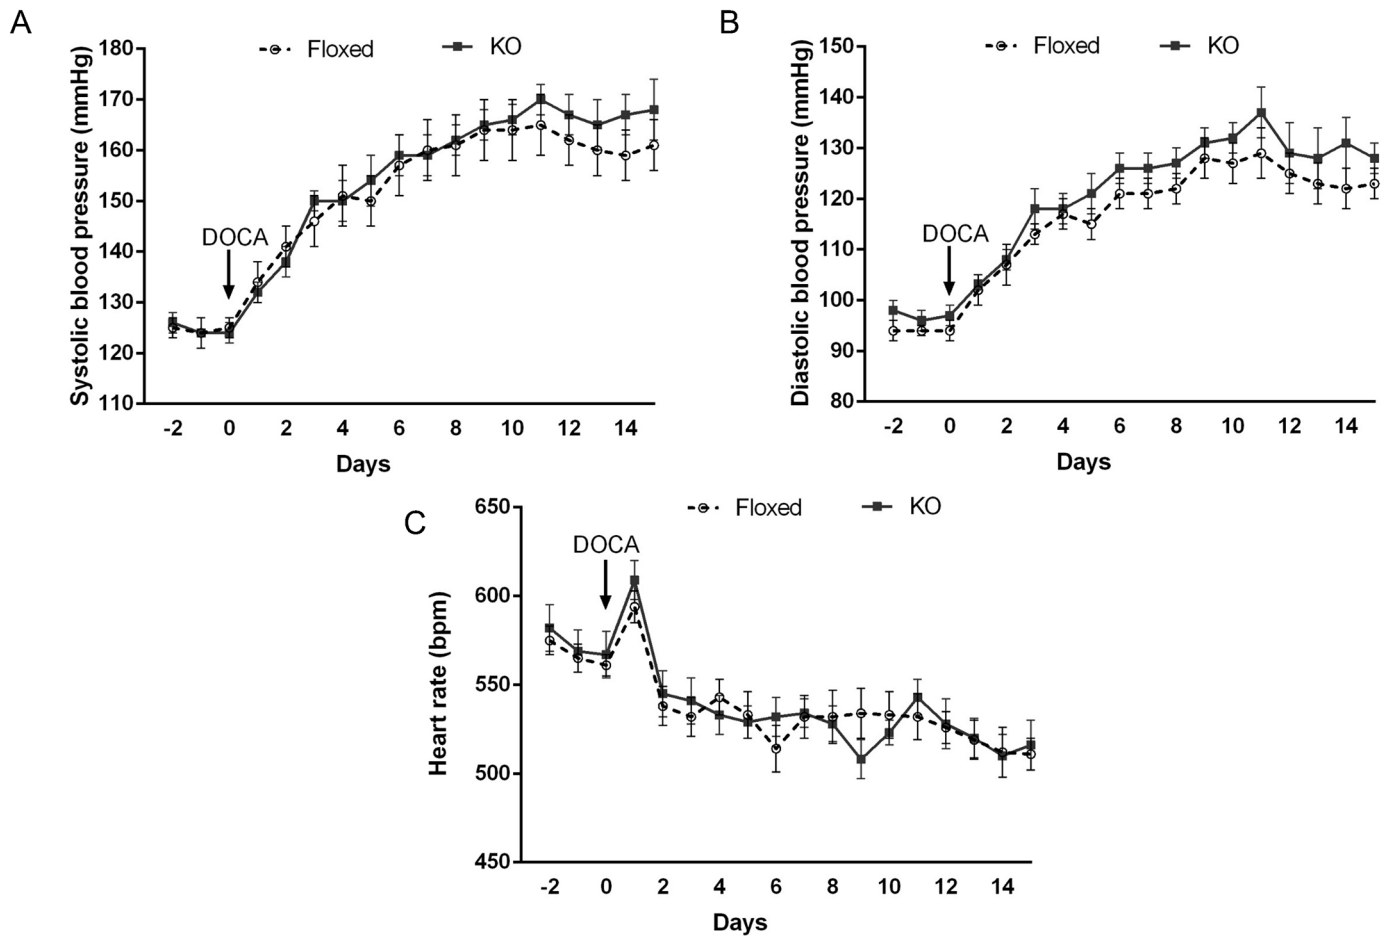 A
Systolic blood pressure (mmHg)
Floxed
KO
180
170
160
150
140
130
120
110
DOCA
-2 0 2 4 6 8 10 12 14
Days
B
Diastolic blood pressure (mmHg)
Floxed
KO
150
140
130
120
110
100
90
80
DOCA
-2 0 2 4 6 8 10 12 14
Days
C
Heart rate (bpm)
Floxed
KO
650
600
550
500
450
DOCA
-2 0 2 4 6 8 10 12 14
Days